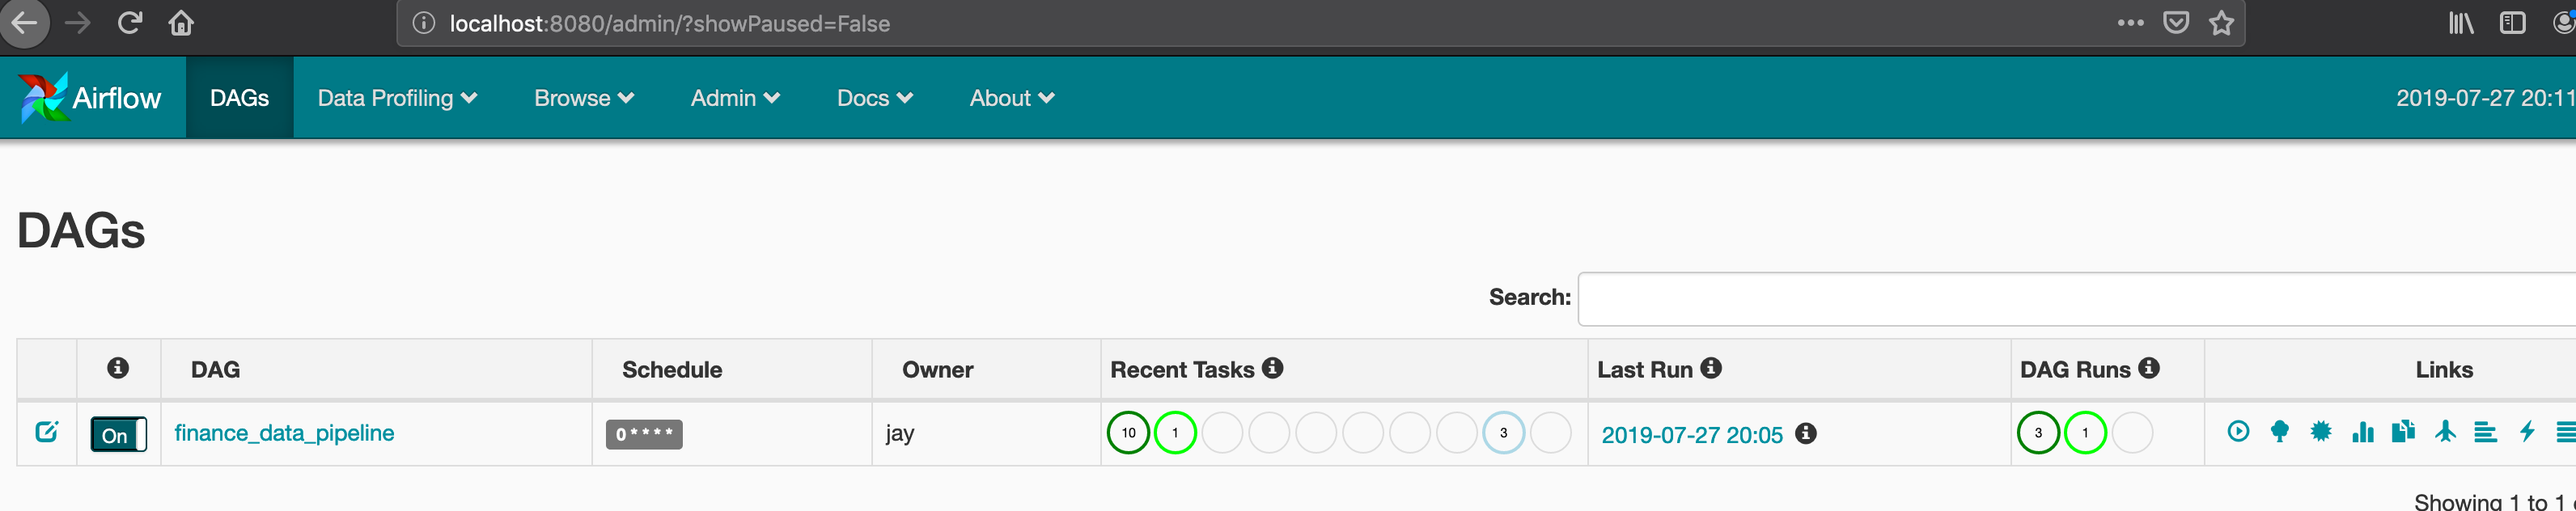 localhost:8080/admin/?showPaused=False
Airflow DAGs Data Profiling Browse Admin Docs About 2019-07-27 20:11
DAGs
Search:
DAG Schedule Owner Recent Tasks Last Run DAG Runs Links
On finance_data_pipeline 0 * * * * jay 10 1 3 2019-07-27 20:05 3 1
Showing 1 to 1